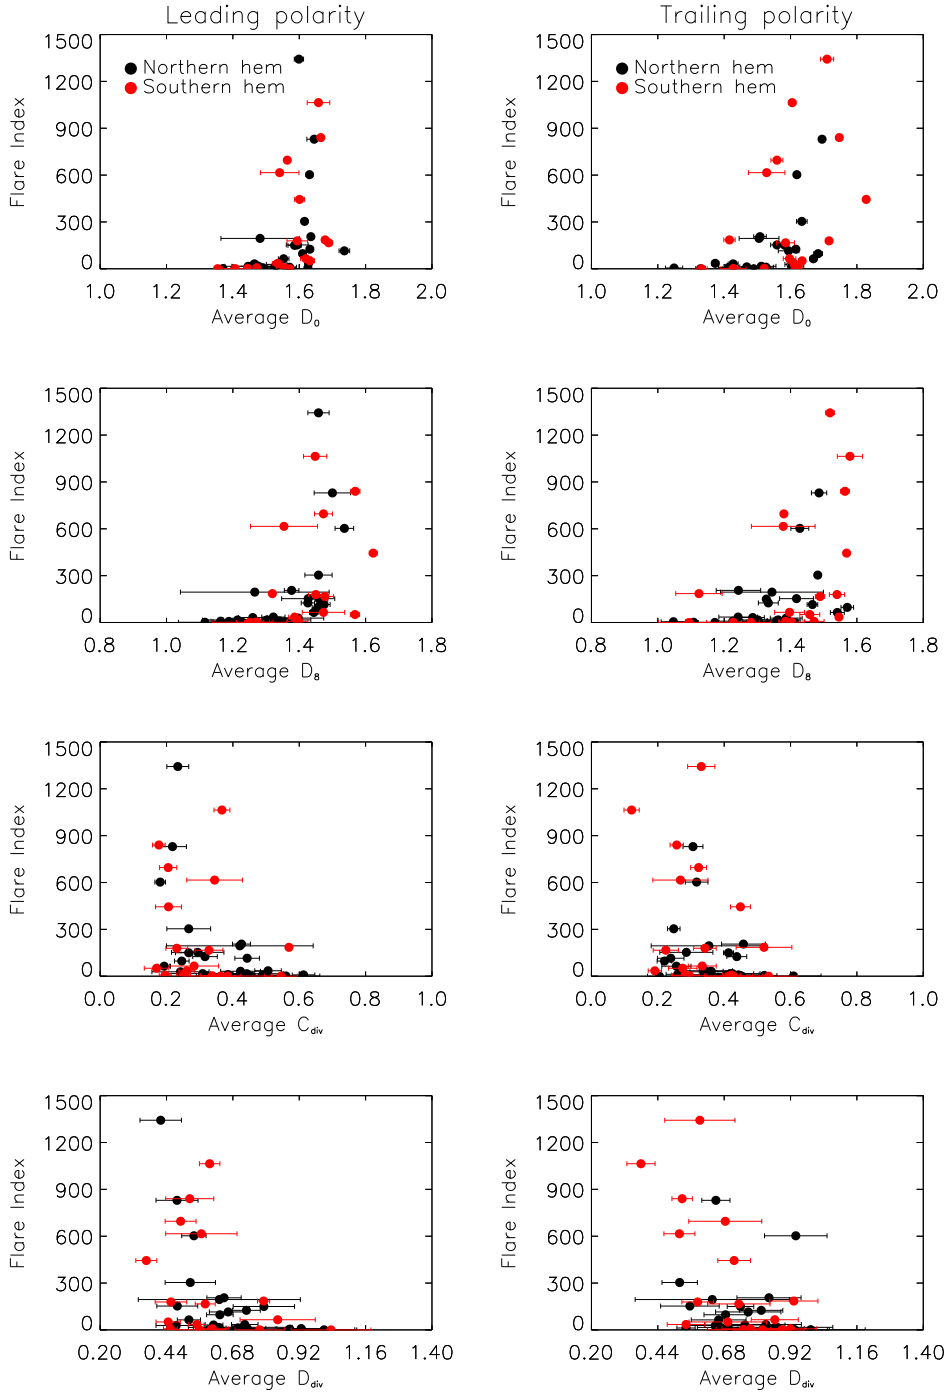 Leading polarity
Trailing polarity
1500
1200
900
600
300
0
Flare Index
Northern hem
Southern hem
1.0 1.2 1.4 1.6 1.8 2.0
Average D₀
1500
1200
900
600
300
0
Flare Index
Northern hem
Southern hem
1.0 1.2 1.4 1.6 1.8 2.0
Average D₀
1500
1200
900
600
300
0
Flare Index
0.8 1.0 1.2 1.4 1.6 1.8
Average D₈
1500
1200
900
600
300
0
Flare Index
0.8 1.0 1.2 1.4 1.6 1.8
Average D₈
1500
1200
900
600
300
0
Flare Index
0.0 0.2 0.4 0.6 0.8 1.0
Average C_div
1500
1200
900
600
300
0
Flare Index
0.0 0.2 0.4 0.6 0.8 1.0
Average C_div
1500
1200
900
600
300
0
Flare Index
0.20 0.44 0.68 0.92 1.16 1.40
Average D_div
1500
1200
900
600
300
0
Flare Index
0.20 0.44 0.68 0.92 1.16 1.40
Average D_div